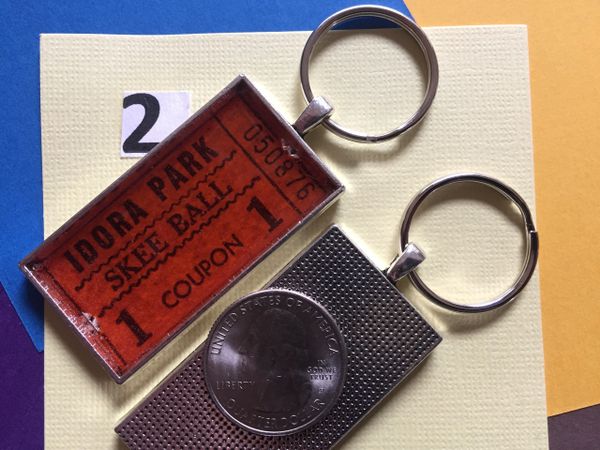 2
IDORA PARK
SKEE BALL
1 COUPON 1
050876
UNITED STATES OF AMERICA
LIBERTY
IN
GOD WE
TRUST
QUARTER DOLLAR